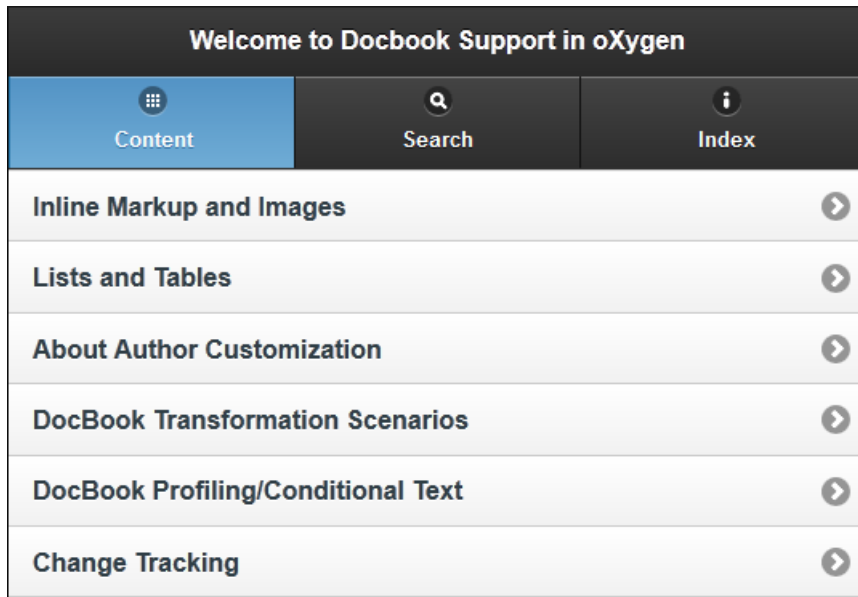 Welcome to Docbook Support in oXygen
Content
Search
Index
Inline Markup and Images
Lists and Tables
About Author Customization
DocBook Transformation Scenarios
DocBook Profiling/Conditional Text
Change Tracking